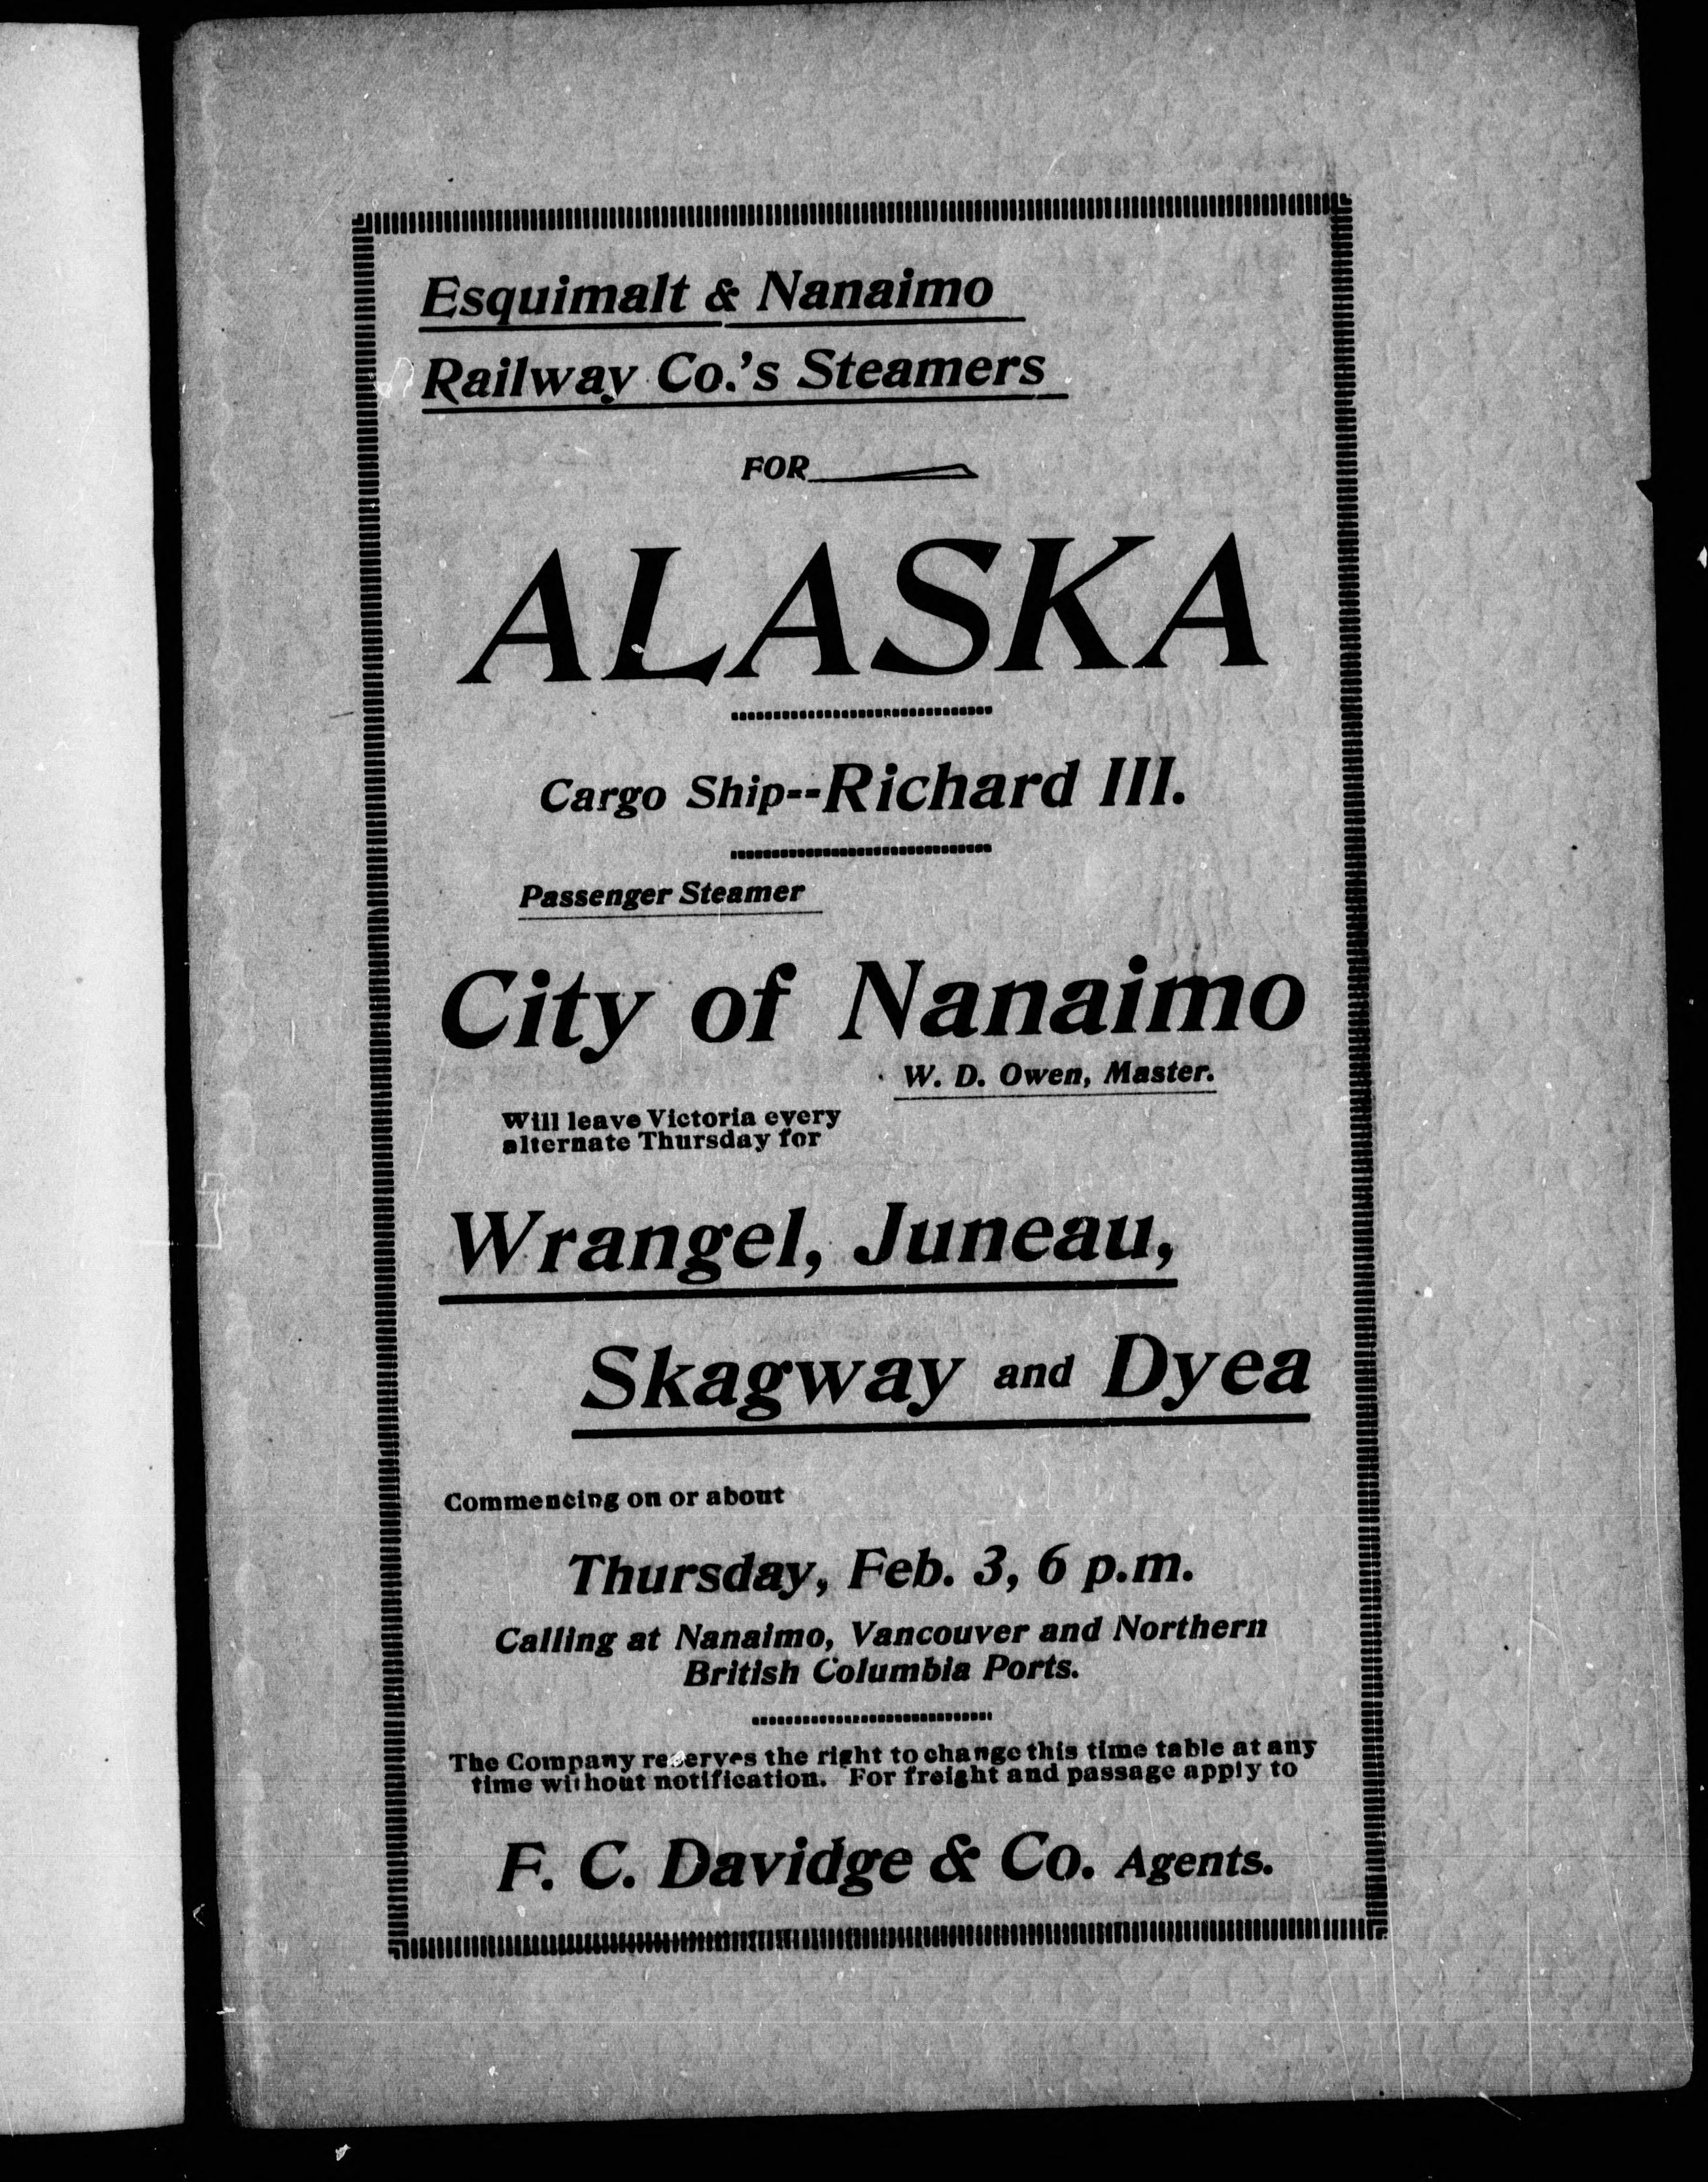 Esquimalt & Nanaimo
Railway Co.'s Steamers
FOR
ALASKA
Cargo Ship--Richard III.
Passenger Steamer
City of Nanaimo
W. D. Owen, Master.
Will leave Victoria every
alternate Thursday for
Wrangel, Juneau,
Skagway and Dyea
Commencing on or about
Thursday, Feb. 3, 6 p.m.
Calling at Nanaimo, Vancouver and Northern
British Columbia Ports.
The Company reserves the right to change this time table at any
time without notification. For freight and passage apply to
F. C. Davidge & Co. Agents.